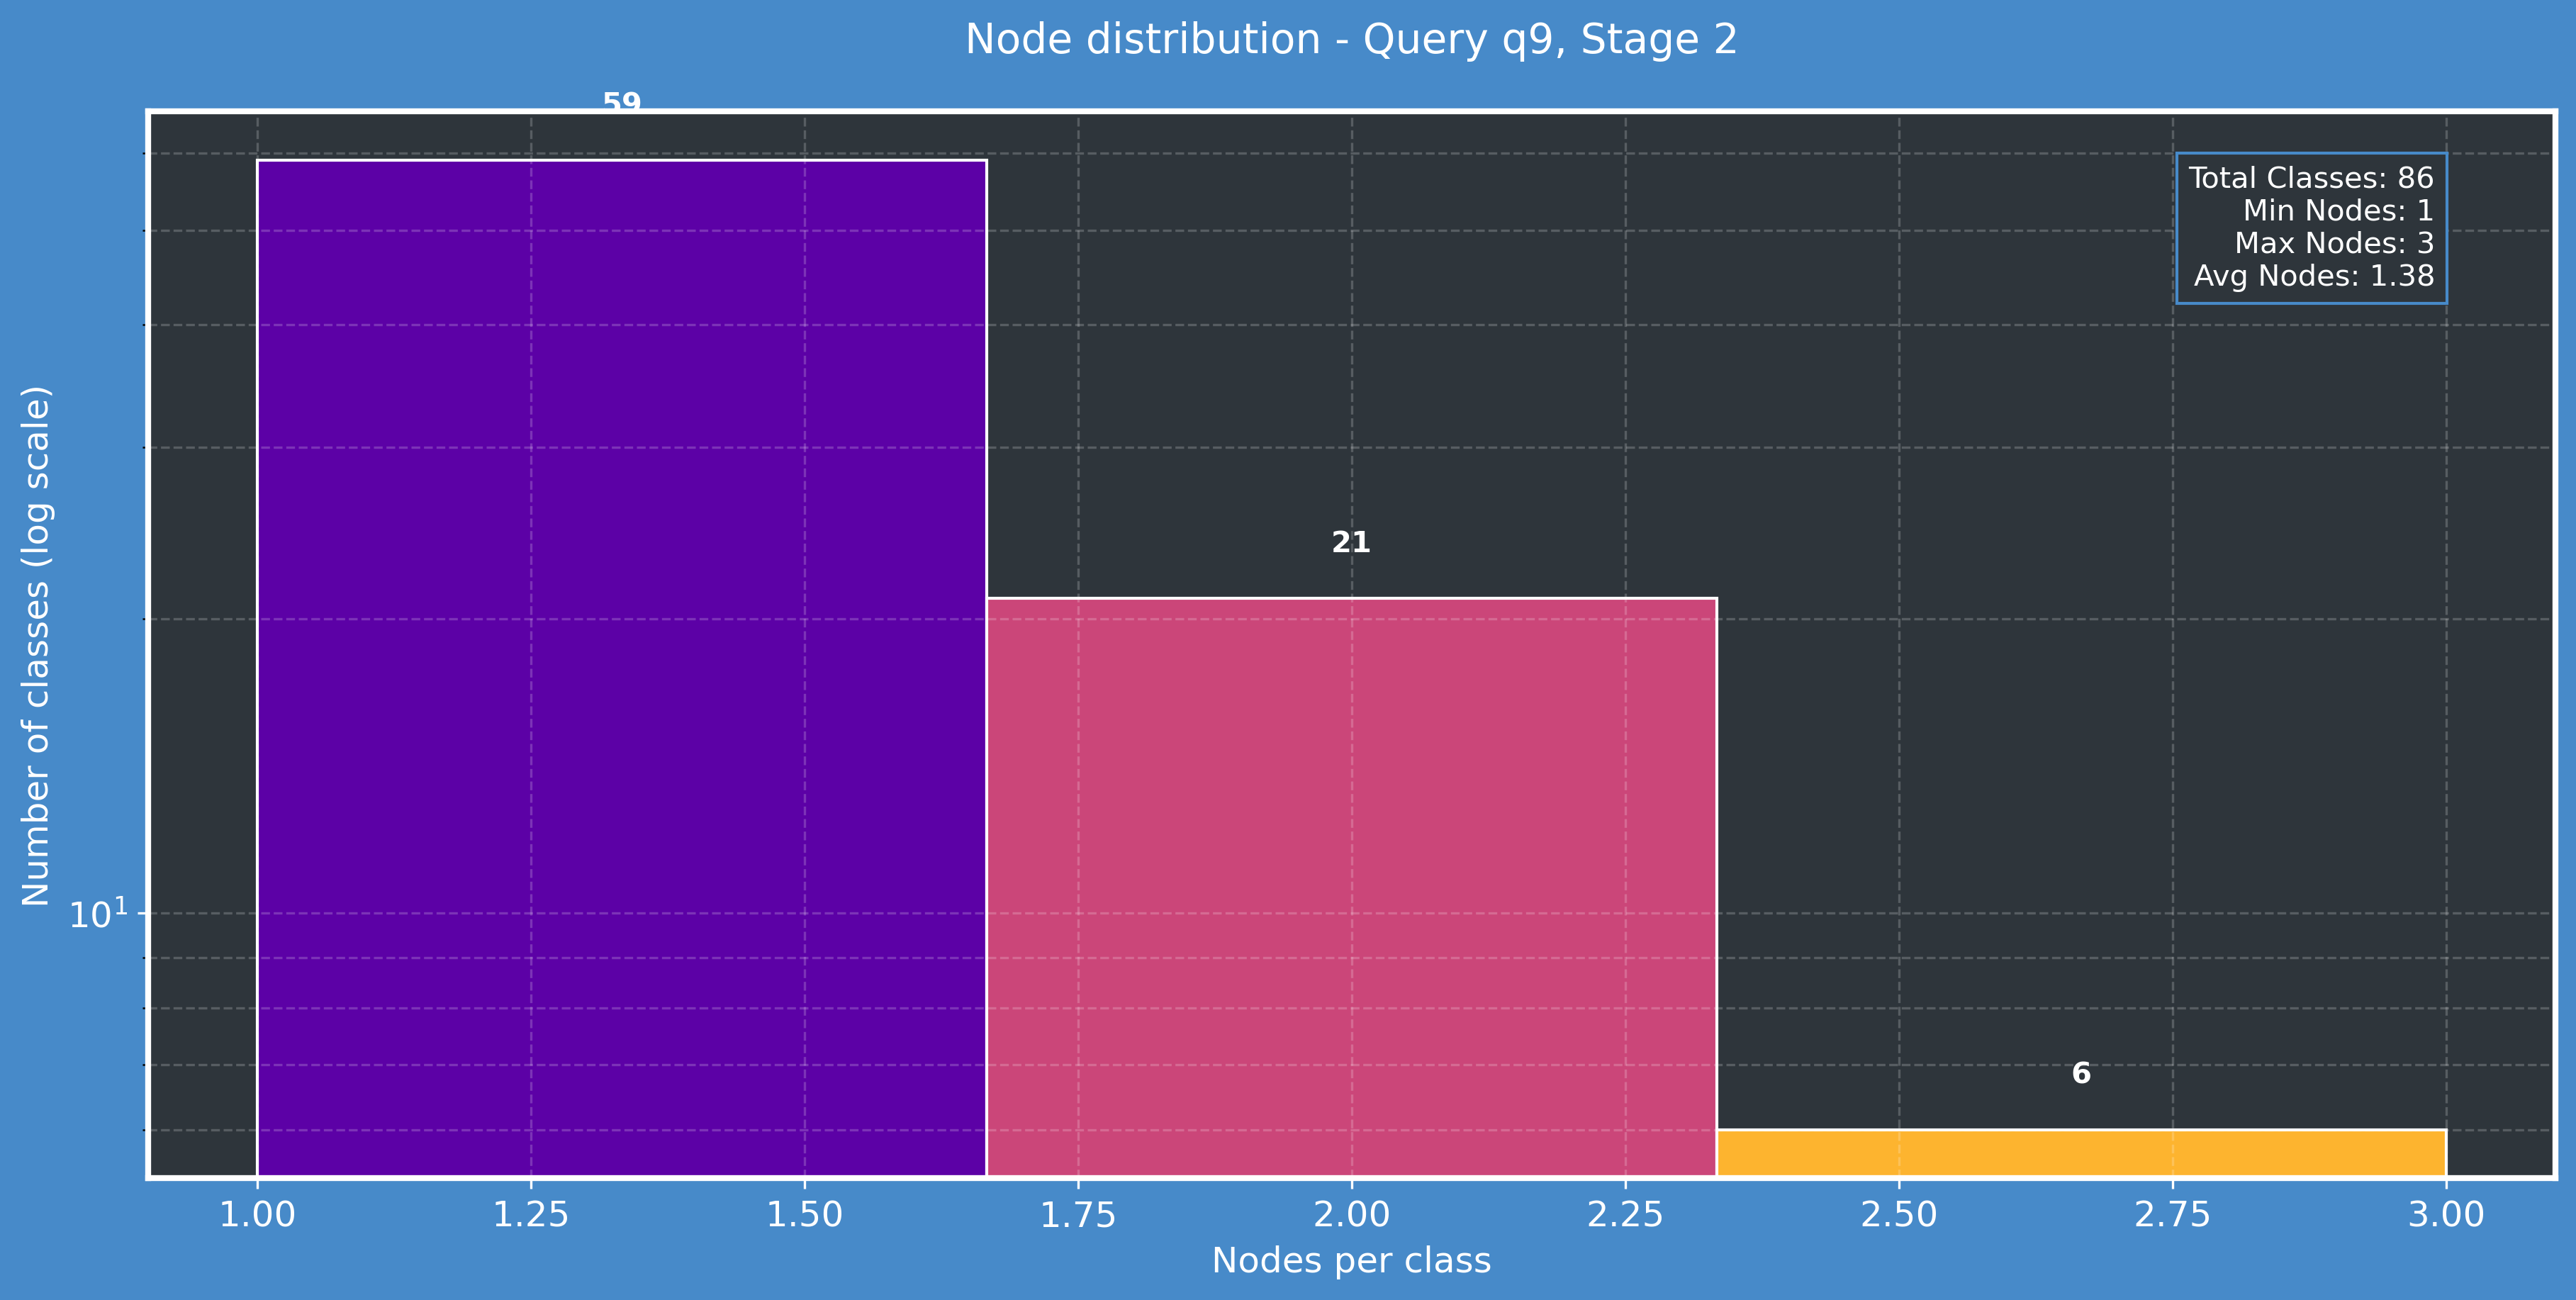 Node distribution - Query q9, Stage 2
59
Total Classes: 86
Min Nodes: 1
Max Nodes: 3
Avg Nodes: 1.38
21
6
Number of classes (log scale)
10¹
1.00 1.25 1.50 1.75 2.00 2.25 2.50 2.75 3.00
Nodes per class